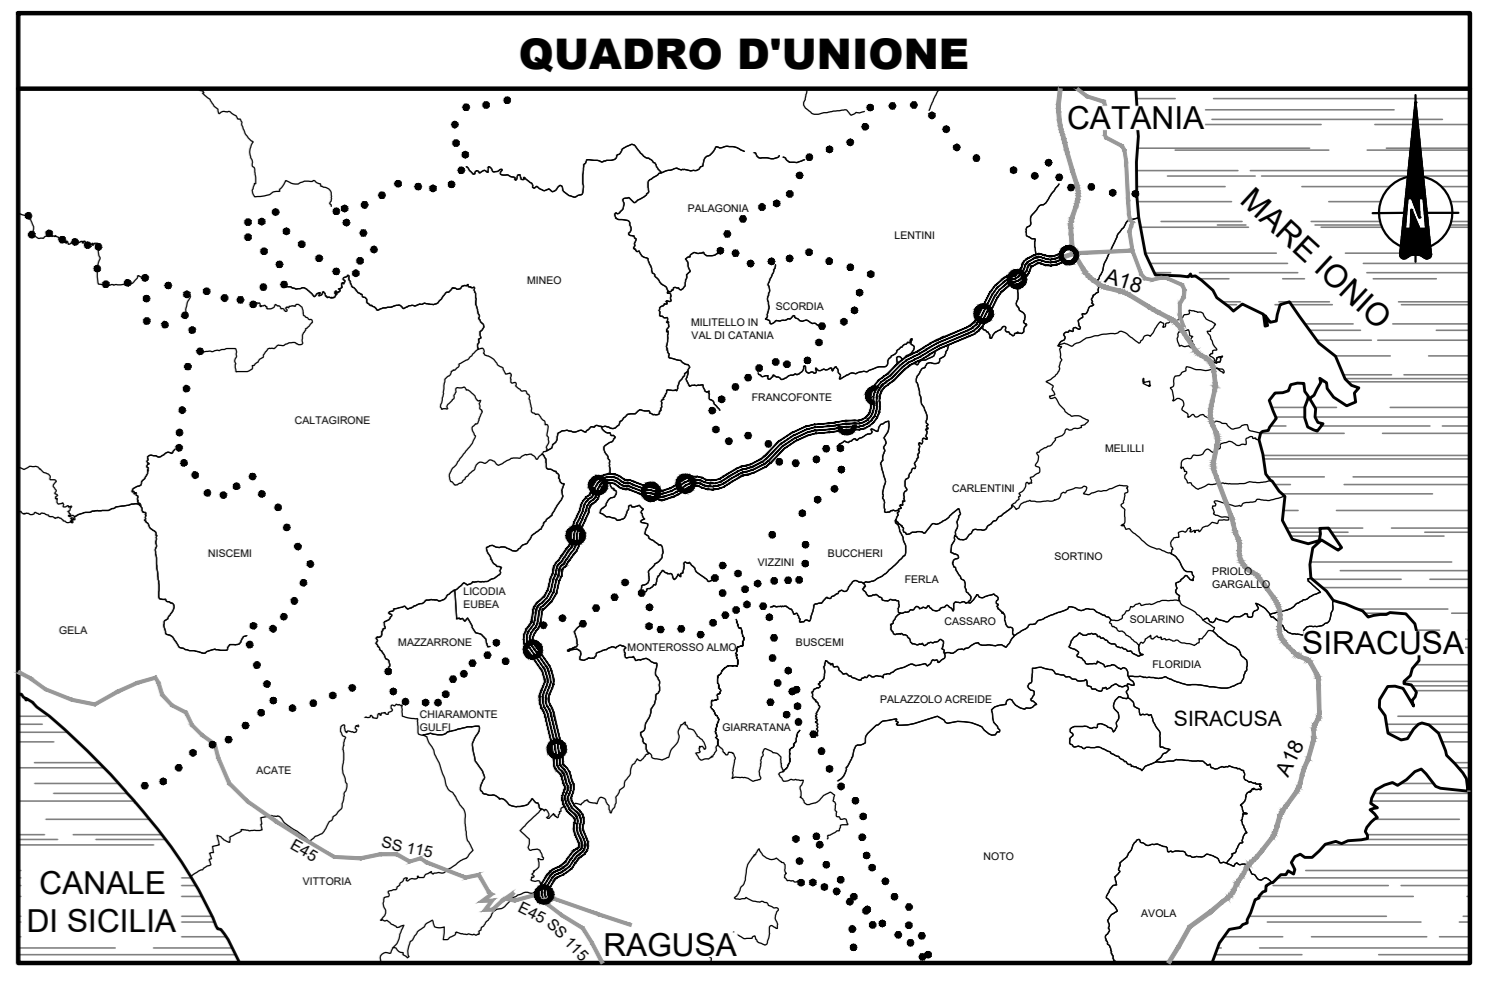 QUADRO D'UNIONE
CATANIA
N
MARE IONIO
PALAGONIA
LENTINI
MINEO
A18
SCORDIA
MILITELLO IN
VAL DI CATANIA
FRANCOFONTE
CALTAGIRONE
MELILLI
CARLENTINI
NISCEMI
VIZZINI
BUCCHERI
SORTINO
FERLA
PRIOLO
GARGALLO
LICODIA
EUBEA
CASSARO
SOLARINO
GELA
MAZZARRONE
MONTEROSSO ALMO
BUSCEMI
SIRACUSA
FLORIDIA
PALAZZOLO ACREIDE
CHIARAMONTE
GULFI
GIARRATANA
SIRACUSA
A18
ACATE
E45
SS 115
NOTO
VITTORIA
CANALE
DI SICILIA
E45 SS 115
RAGUSA
AVOLA